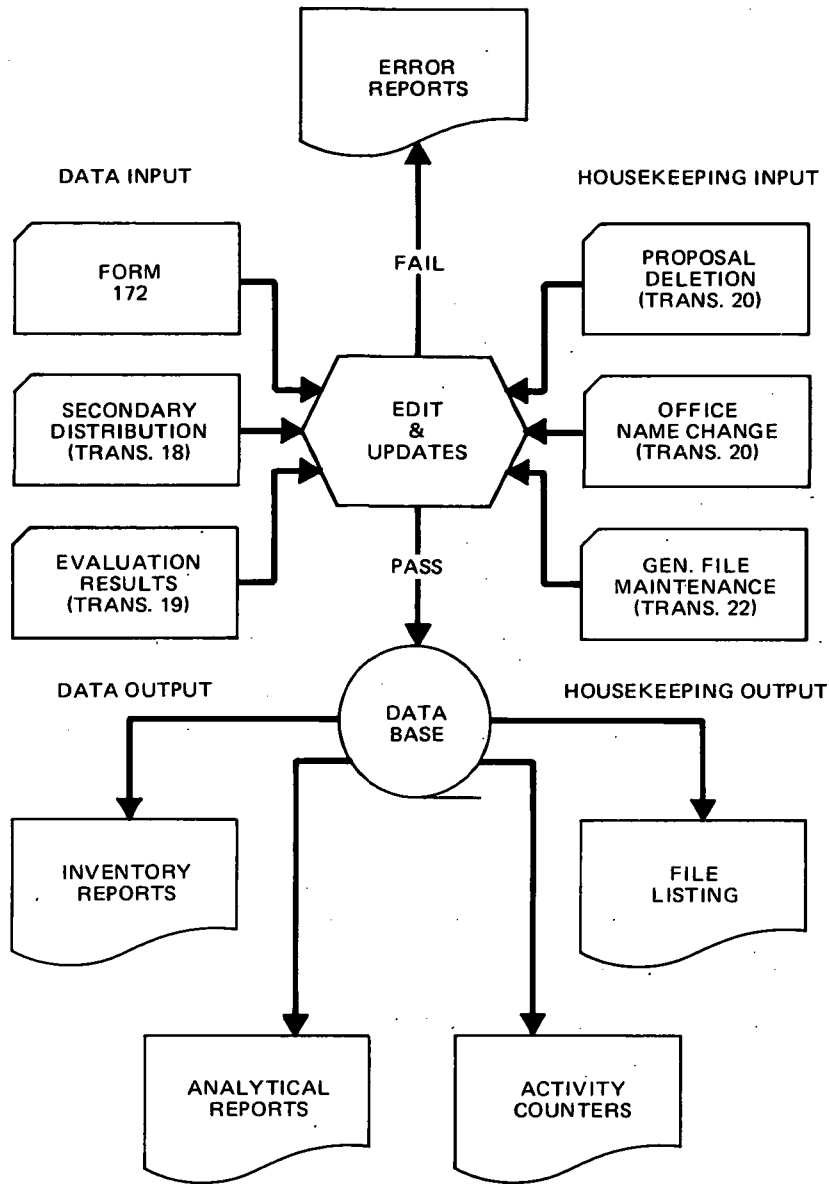 ERROR
REPORTS
DATA INPUT
HOUSEKEEPING INPUT
FORM
172
FAIL
PROPOSAL
DELETION
(TRANS. 20)
SECONDARY
DISTRIBUTION
(TRANS. 18)
EDIT
&
UPDATES
OFFICE
NAME CHANGE
(TRANS. 20)
EVALUATION
RESULTS
(TRANS. 19)
PASS
GEN. FILE
MAINTENANCE
(TRANS. 22)
DATA OUTPUT
HOUSEKEEPING OUTPUT
DATA
BASE
INVENTORY
REPORTS
FILE
LISTING
ANALYTICAL
REPORTS
ACTIVITY
COUNTERS